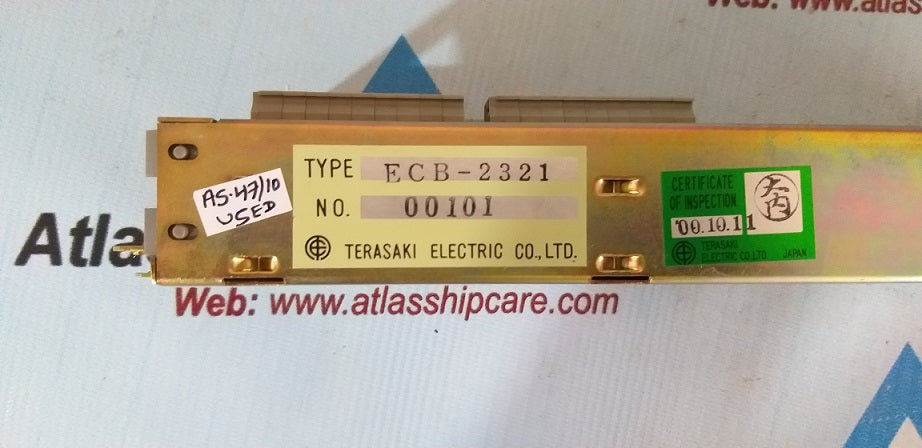 Web: www.atlas
AS-47/10
USED
TYPE ECB-2321
NO. 00101
TERASAKI ELECTRIC CO.,LTD.
CERTIFICATE
OF INSPECTION
'00.10.11
TERASAKI
ELECTRIC CO.LTD. JAPAN
Atla
Web: www.atlasshipcare.com